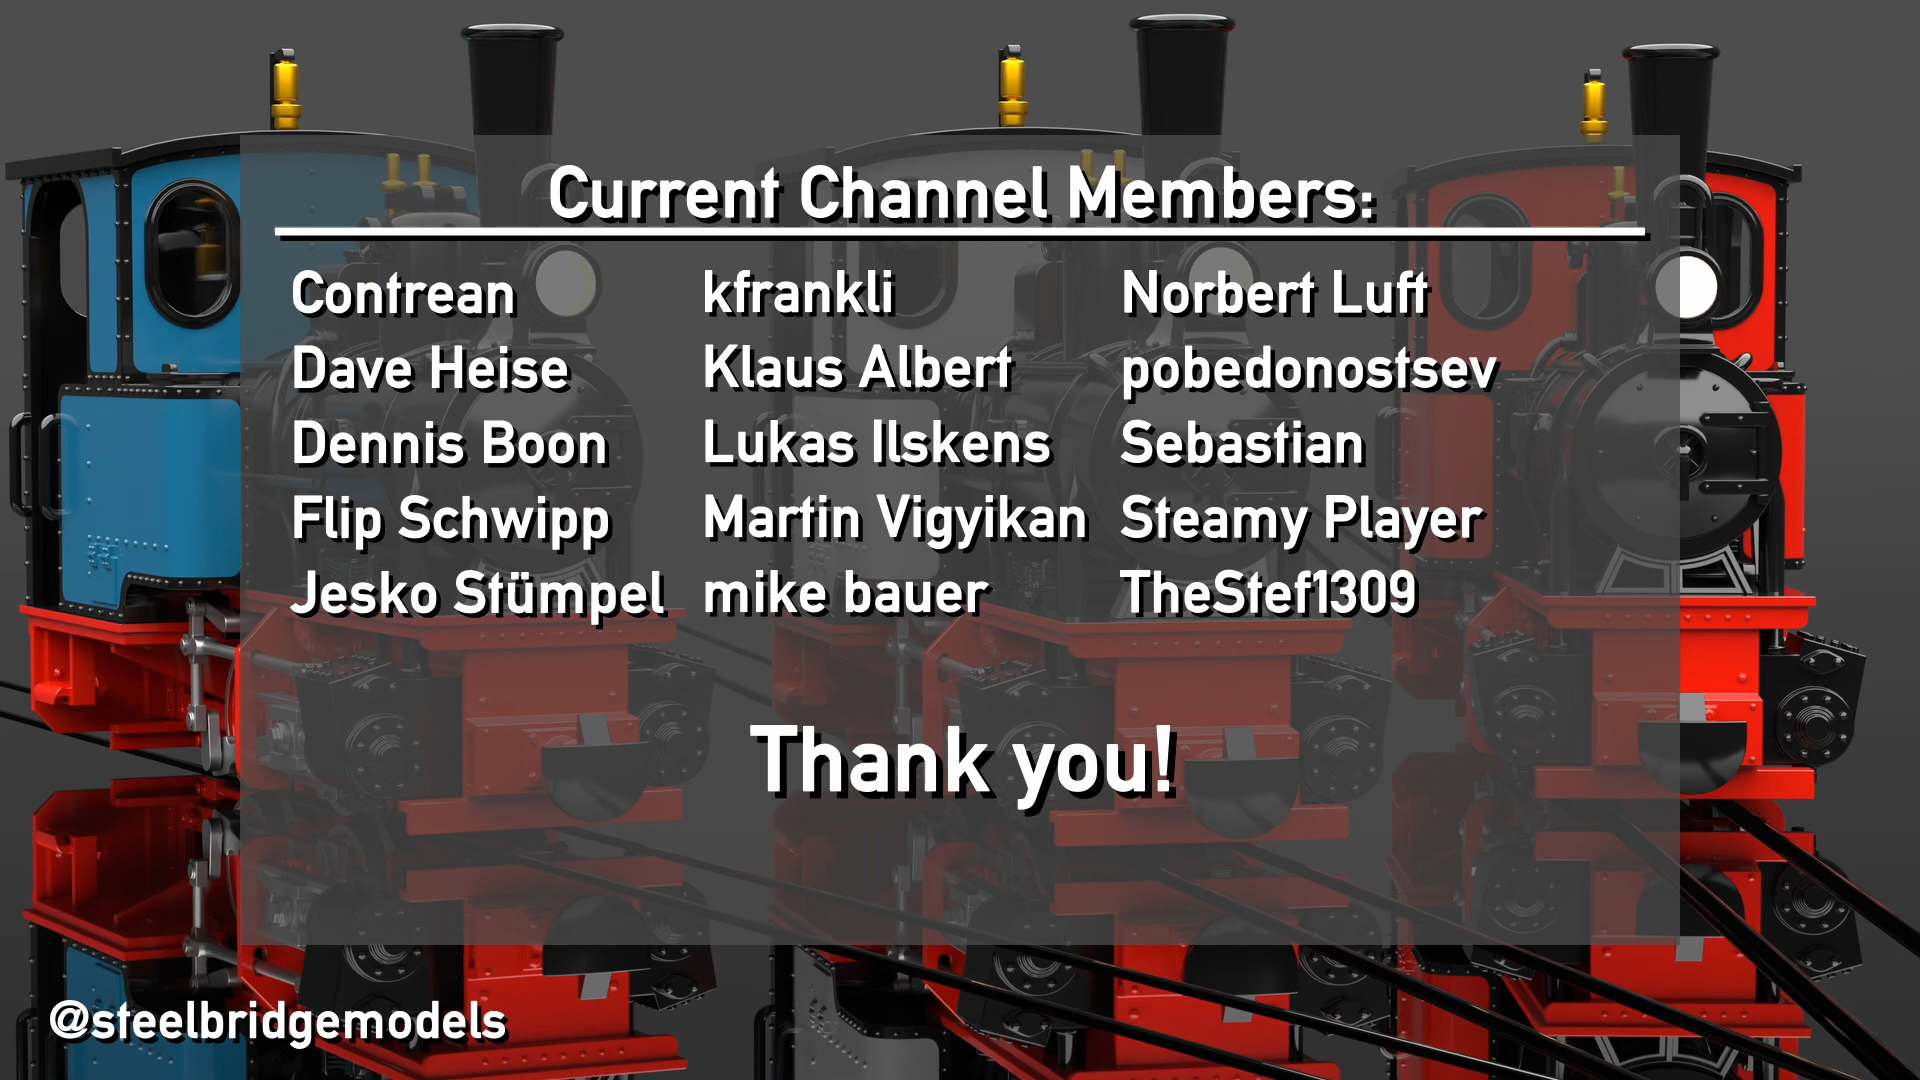 Current Channel Members:
Contrean
Dave Heise
Dennis Boon
Flip Schwipp
Jesko Stümpel
kfrankli
Klaus Albert
Lukas Ilskens
Martin Vigyikan
mike bauer
Norbert Luft
pobedonostsev
Sebastian
Steamy Player
TheStef1309
Thank you!
@steelbridgemodels